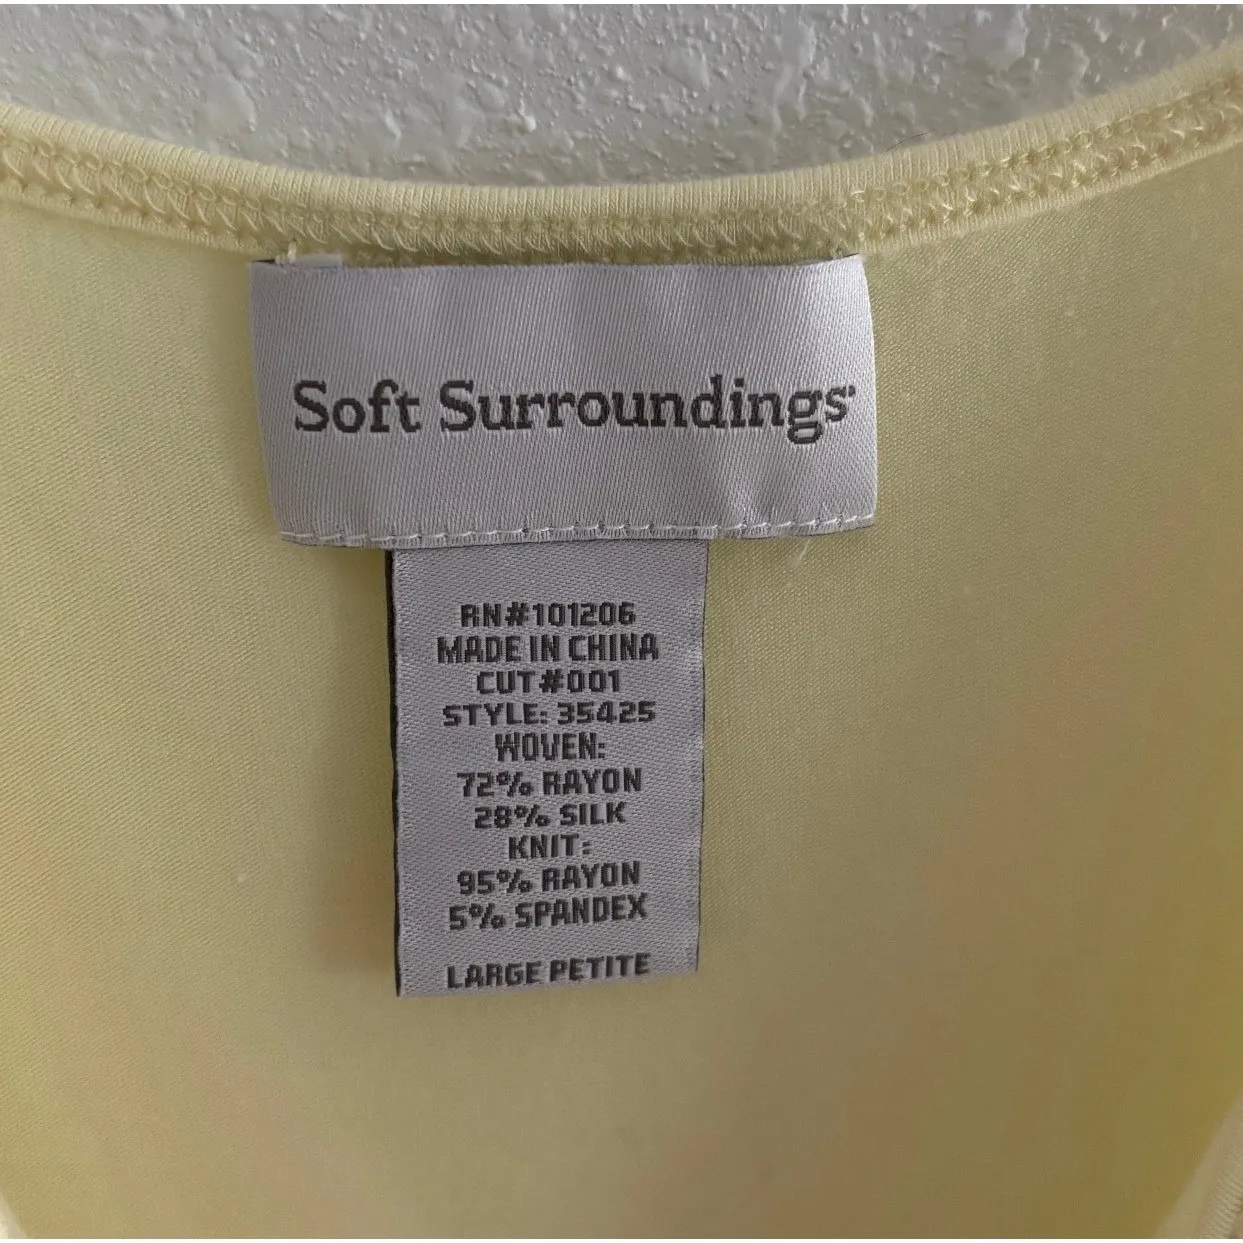 Soft Surroundings
RN#101206
MADE IN CHINA
CUT#001
STYLE: 35425
WOVEN:
72% RAYON
28% SILK
KNIT:
95% RAYON
5% SPANDEX
LARGE PETITE